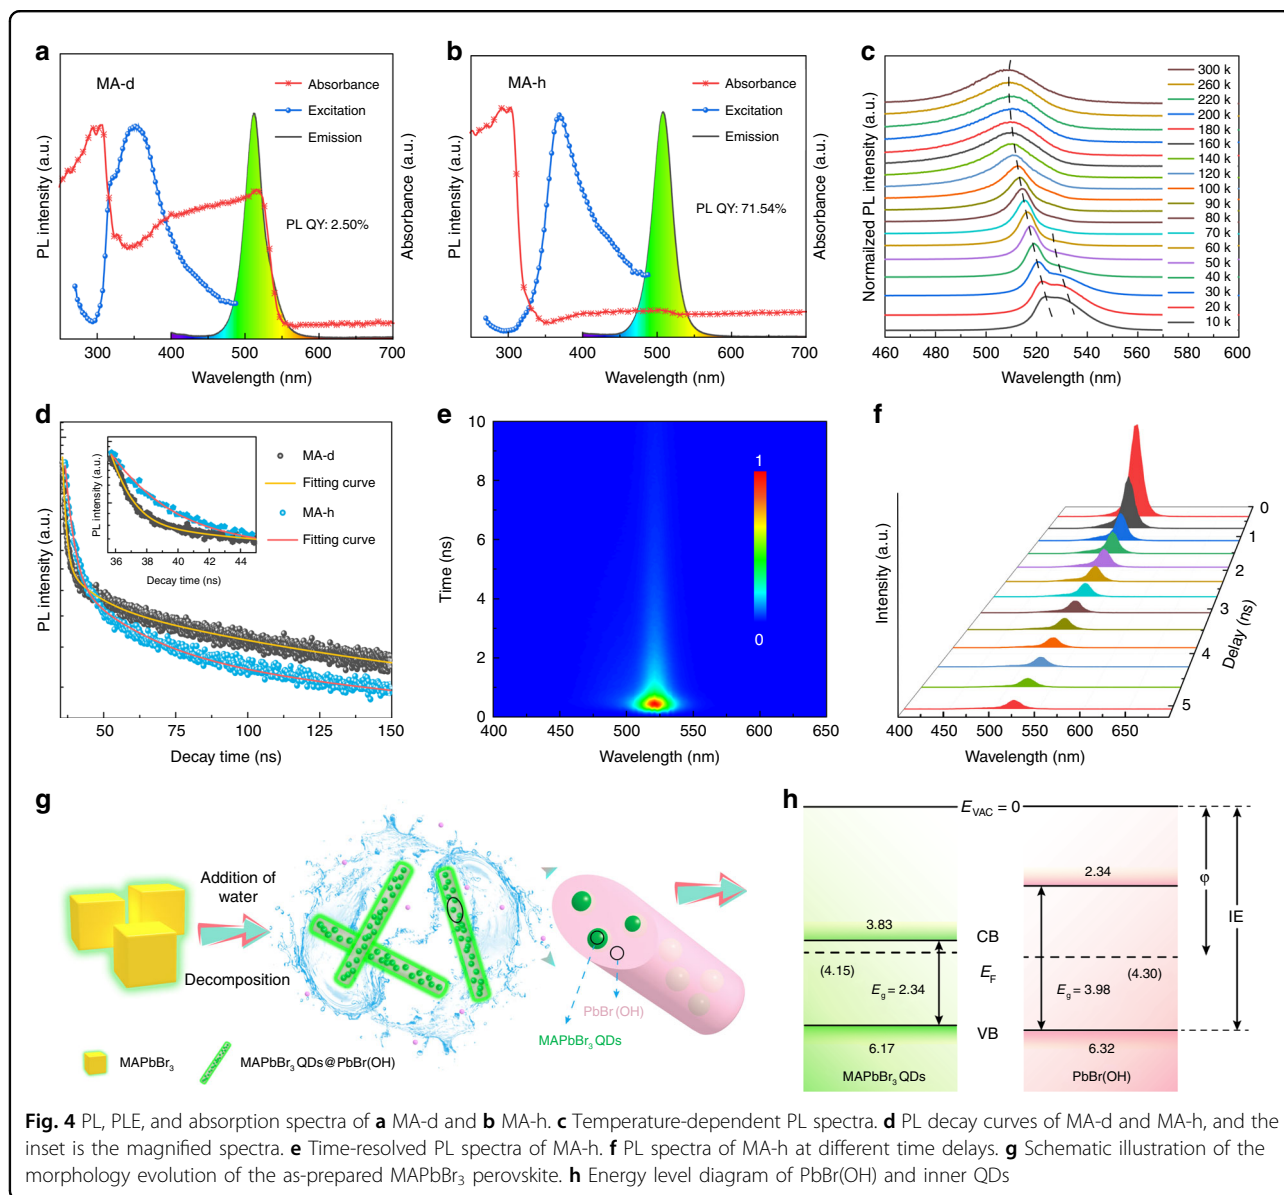 a
MA-d
Absorbance
Excitation
Emission
PL QY: 2.50%
PL intensity (a.u.)
Absorbance (a.u.)
300 400 500 600 700
Wavelength (nm)
b
MA-h
Absorbance
Excitation
Emission
PL QY: 71.54%
PL intensity (a.u.)
Absorbance (a.u.)
300 400 500 600 700
Wavelength (nm)
c
Normailzed PL intensity (a.u.)
300 k
260 k
220 k
200 k
180 k
160 k
140 k
120 k
100 k
90 k
80 k
70 k
60 k
50 k
40 k
30 k
20 k
10 k
460 480 500 520 540 560 580 600
Wavelength (nm)
d
PL intensity (a.u.)
PL intensity (a.u.)
36 38 40 42 44
Decay time (ns)
MA-d
Fitting curve
MA-h
Fitting curve
50 75 100 125 150
Decay time (ns)
e
Time (ns)
10
8
6
4
2
0
1
0
400 450 500 550 600 650
Wavelength (nm)
f
Intensity (a.u.)
0
1
2
3
4
5
Delay (ns)
400 450 500 550 600 650
Wavelength (nm)
g
Addition of
water
Decomposition
PbBr(OH)
MAPbBr3 QDs
MAPbBr3
MAPbBr3 QDs@PbBr(OH)
h
EVAC = 0
2.34
φ
IE
3.83
CB
(4.15)
EF
(4.30)
Eg = 2.34
Eg = 3.98
VB
6.17
6.32
MAPbBr3 QDs
PbBr(OH)
Fig. 4 PL, PLE, and absorption spectra of a MA-d and b MA-h. c Temperature-dependent PL spectra. d PL decay curves of MA-d and MA-h, and the
inset is the magnified spectra. e Time-resolved PL spectra of MA-h. f PL spectra of MA-h at different time delays. g Schematic illustration of the
morphology evolution of the as-prepared MAPbBr3 perovskite. h Energy level diagram of PbBr(OH) and inner QDs